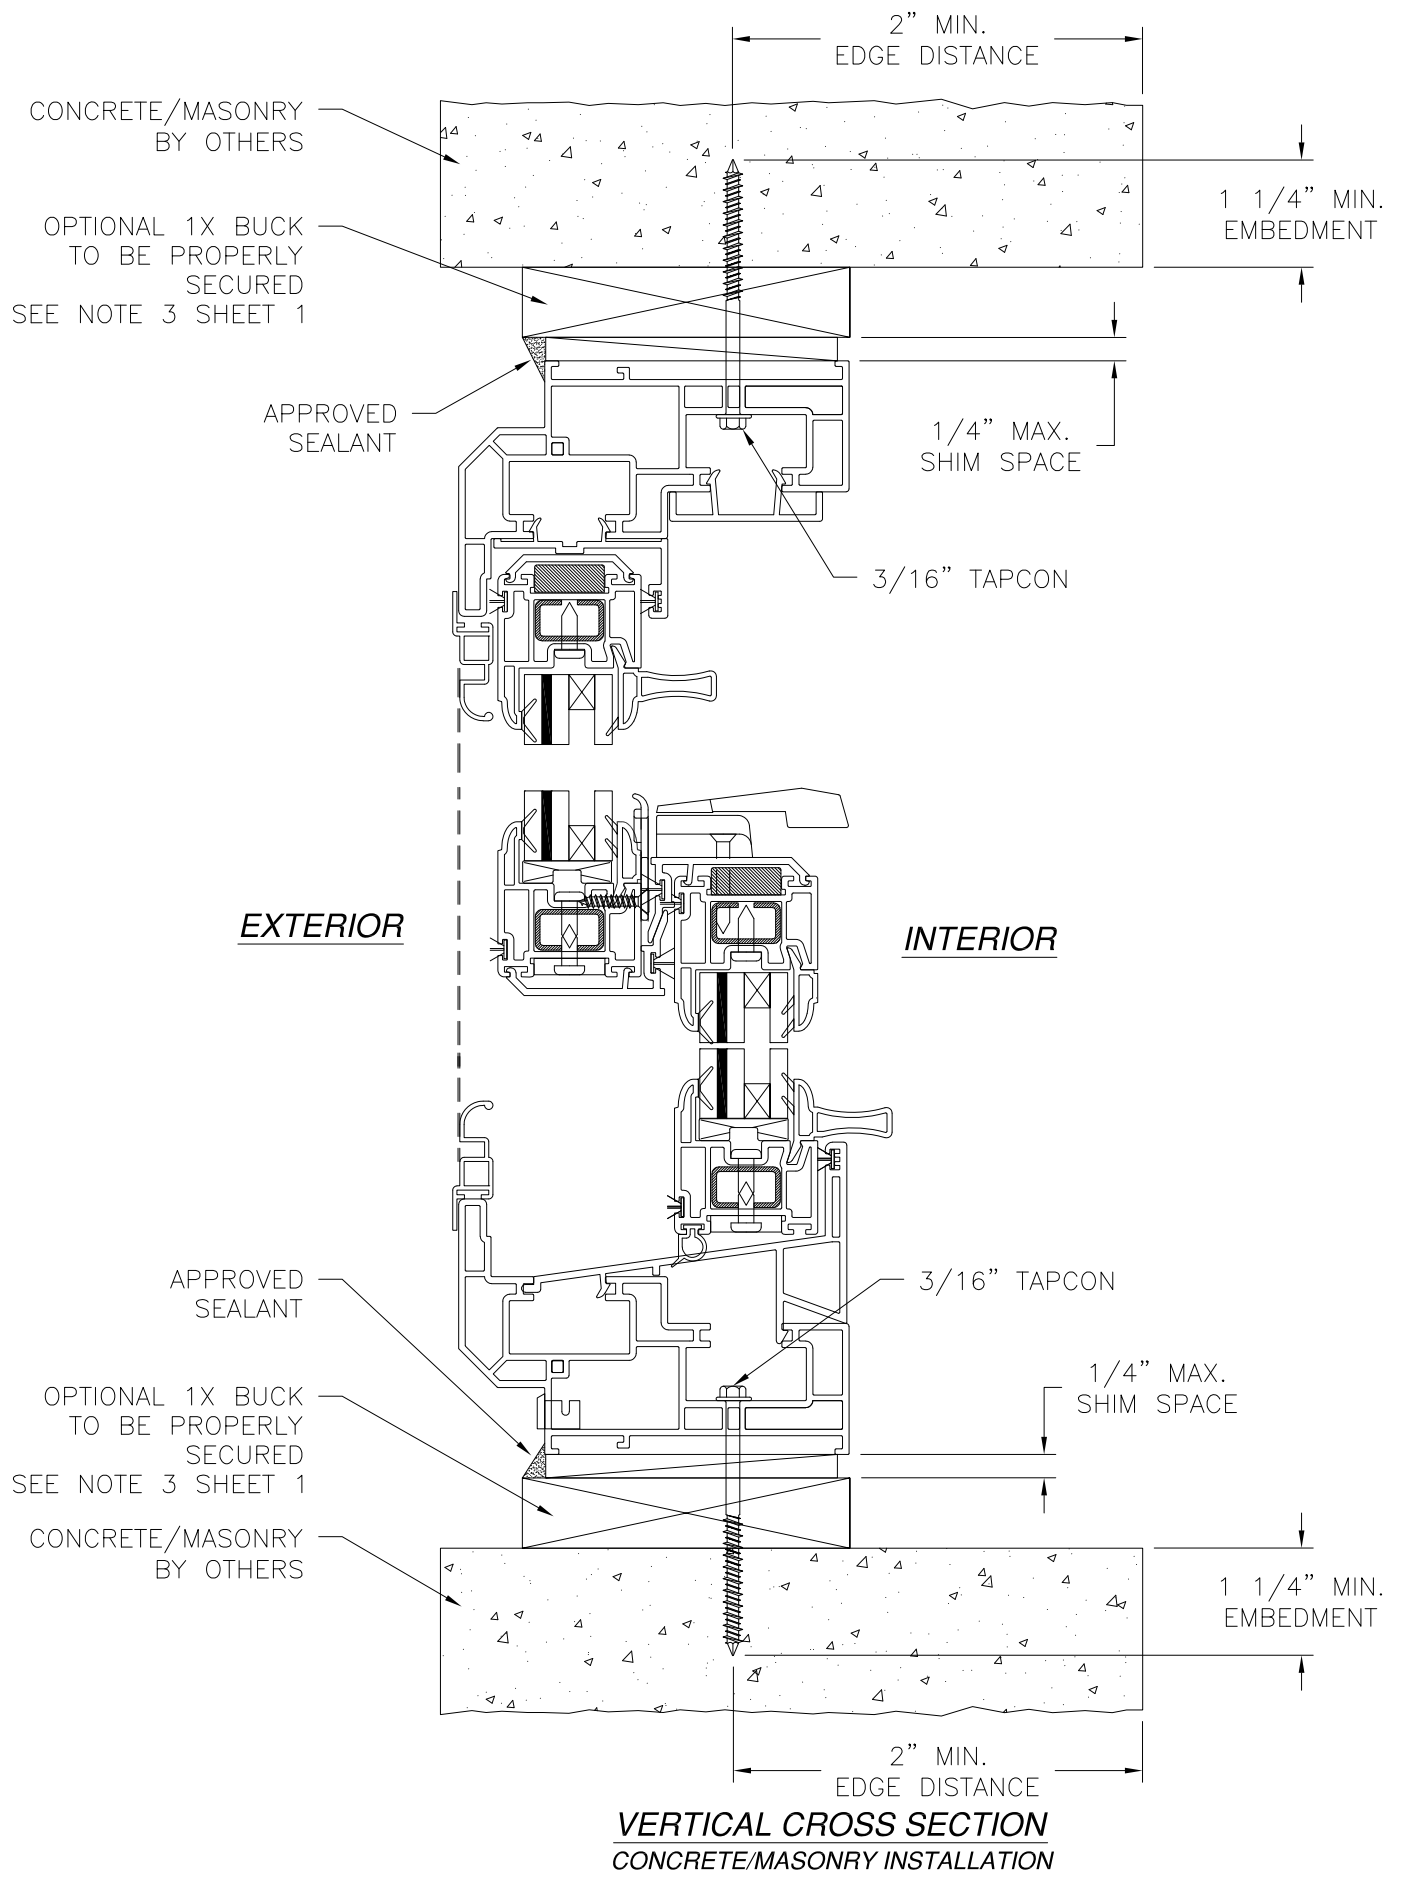 2” MIN.
EDGE DISTANCE
CONCRETE/MASONRY
BY OTHERS
1 1/4” MIN.
EMBEDMENT
OPTIONAL 1X BUCK
TO BE PROPERLY
SECURED
SEE NOTE 3 SHEET 1
APPROVED
SEALANT
1/4” MAX.
SHIM SPACE
3/16” TAPCON
EXTERIOR
INTERIOR
APPROVED
SEALANT
3/16” TAPCON
1/4” MAX.
SHIM SPACE
OPTIONAL 1X BUCK
TO BE PROPERLY
SECURED
SEE NOTE 3 SHEET 1
CONCRETE/MASONRY
BY OTHERS
1 1/4” MIN.
EMBEDMENT
2” MIN.
EDGE DISTANCE
VERTICAL CROSS SECTION
CONCRETE/MASONRY INSTALLATION